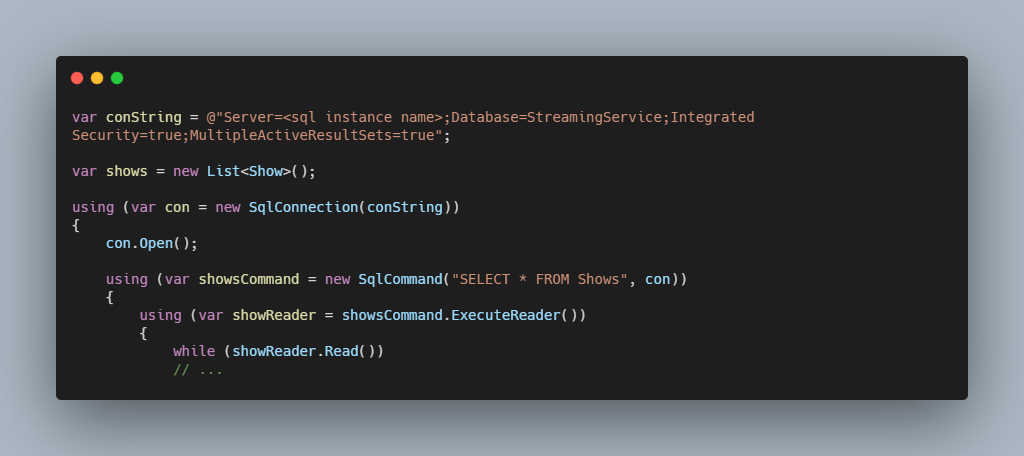 var conString = @"Server=<sql instance name>;Database=StreamingService;Integrated
Security=true;MultipleActiveResultSets=true";

var shows = new List<Show>();

using (var con = new SqlConnection(conString))
{
    con.Open();

    using (var showsCommand = new SqlCommand("SELECT * FROM Shows", con))
    {
        using (var showReader = showsCommand.ExecuteReader())
        {
            while (showReader.Read())
            // ...